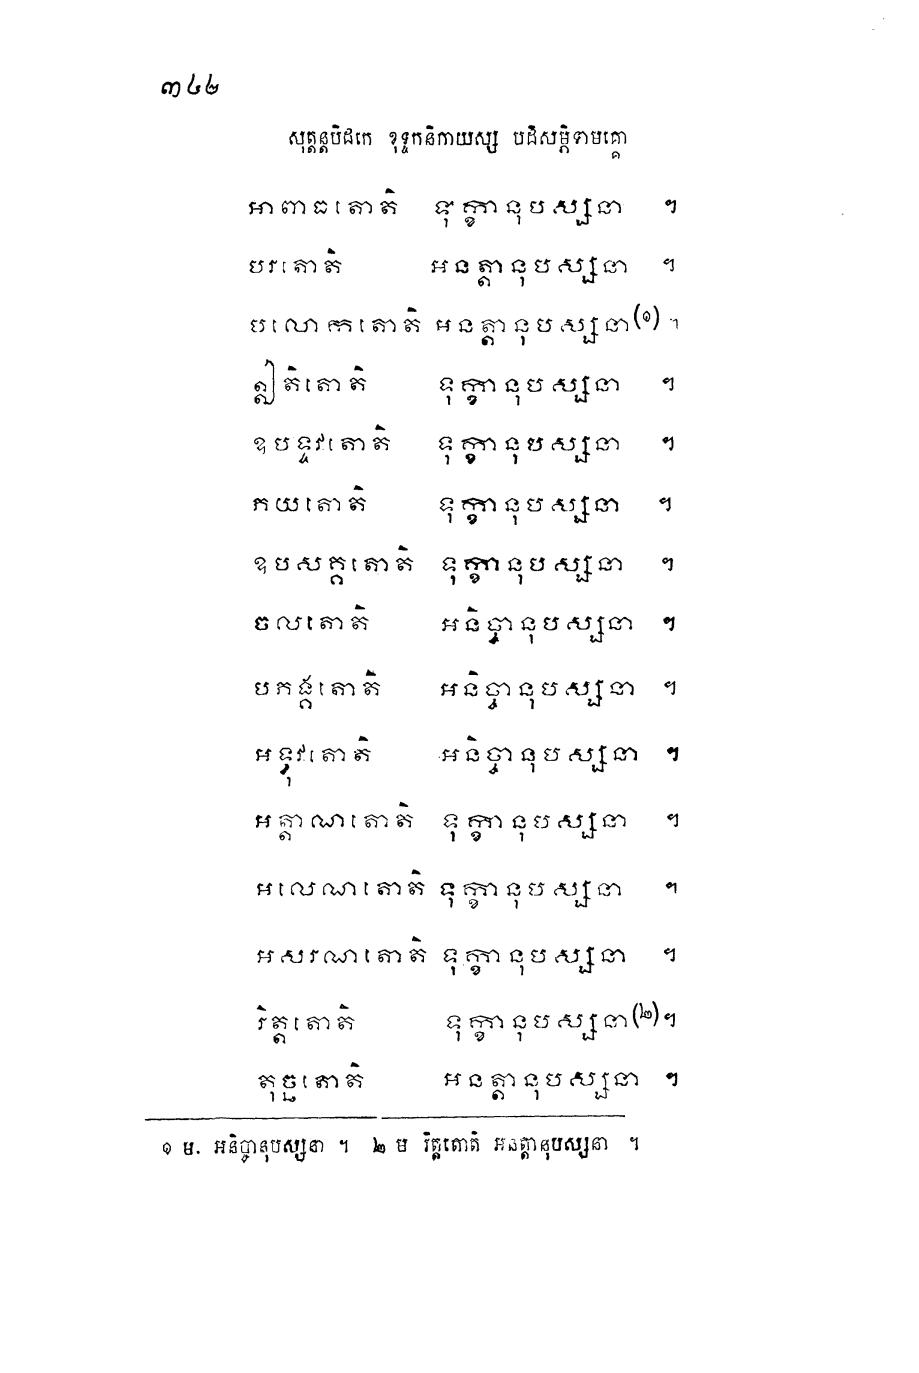 ៣៤២
សុត្តន្តបិដកេ ខុទ្ទកនិកាយស្ស បដិសម្ភិទាមគ្គោ
អាពាធតោតិ ទុក្ខានុបស្សនា ។
បរតោតិ អនត្តានុបស្សនា ។
បលោកតោតិ អនត្តានុបស្សនា(១) ។
ឦតិតោតិ ទុក្ខានុបស្សនា ។
ឧបទ្ទវតោតិ ទុក្ខានុបស្សនា ។
ភយតោតិ ទុក្ខានុបស្សនា ។
ឧបសគ្គតោតិ ទុក្ខានុបស្សនា ។
ចលតោតិ អនិច្ចានុបស្សនា ។
បភង្គុតោតិ អនិច្ចានុបស្សនា ។
អទ្ធុវតោតិ អនិច្ចានុបស្សនា ។
អត្តាណតោតិ ទុក្ខានុបស្សនា ។
អលេណតោតិ ទុក្ខានុបស្សនា ។
អសរណតោតិ ទុក្ខានុបស្សនា ។
រិត្តតោតិ ទុក្ខានុបស្សនា(២)។
តុច្ឆតោតិ អនត្តានុបស្សនា ។
១ ម. អនិច្ចានុបស្សនា ។ ២ ម រិត្តតោតិ អនត្តានុបស្សនា ។